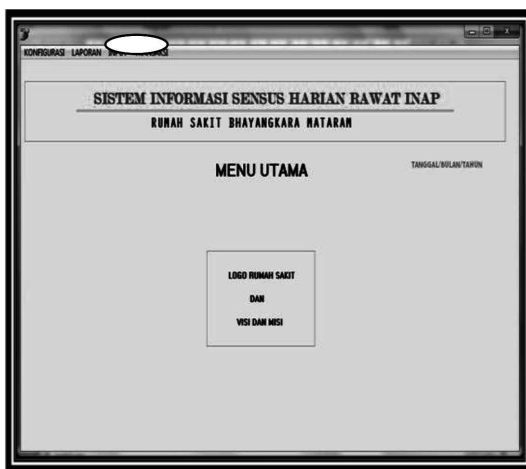 KONFIGURASI LAPORAN
SISTEM INFORMASI SENSUS HARIAN RAWAT INAP
RUMAH SAKIT BHAYANGKARA MATARAM
MENU UTAMA
TANGGAL/BULAN/TAHUN
LOGO RUMAH SAKIT
DAN
VISI DAN MISI